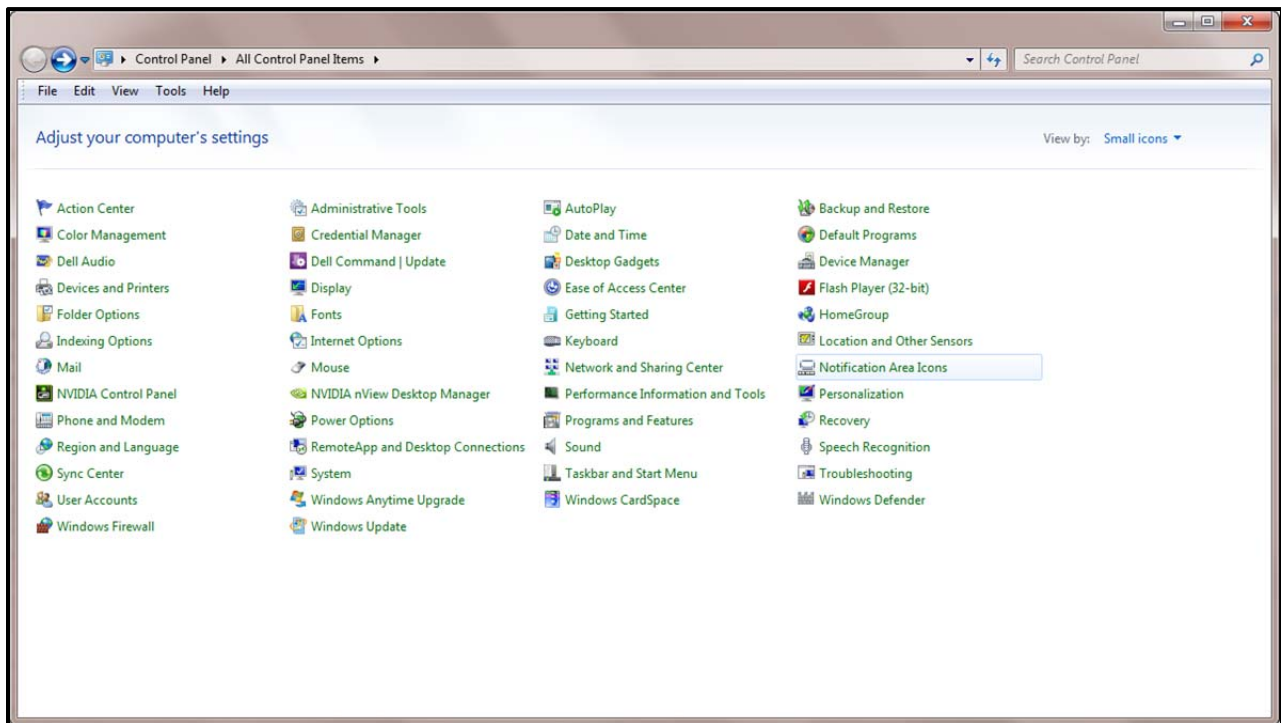 Control Panel All Control Panel Items Search Control Panel
File Edit View Tools Help
Adjust your computer's settings View by: Small icons
Action Center Administrative Tools AutoPlay Backup and Restore
Color Management Credential Manager Date and Time Default Programs
Dell Audio Dell Command | Update Desktop Gadgets Device Manager
Devices and Printers Display Ease of Access Center Flash Player (32-bit)
Folder Options Fonts Getting Started HomeGroup
Indexing Options Internet Options Keyboard Location and Other Sensors
Mail Mouse Network and Sharing Center Notification Area Icons
NVIDIA Control Panel NVIDIA nView Desktop Manager Performance Information and Tools Personalization
Phone and Modem Power Options Programs and Features Recovery
Region and Language RemoteApp and Desktop Connections Sound Speech Recognition
Sync Center System Taskbar and Start Menu Troubleshooting
User Accounts Windows Anytime Upgrade Windows CardSpace Windows Defender
Windows Firewall Windows Update